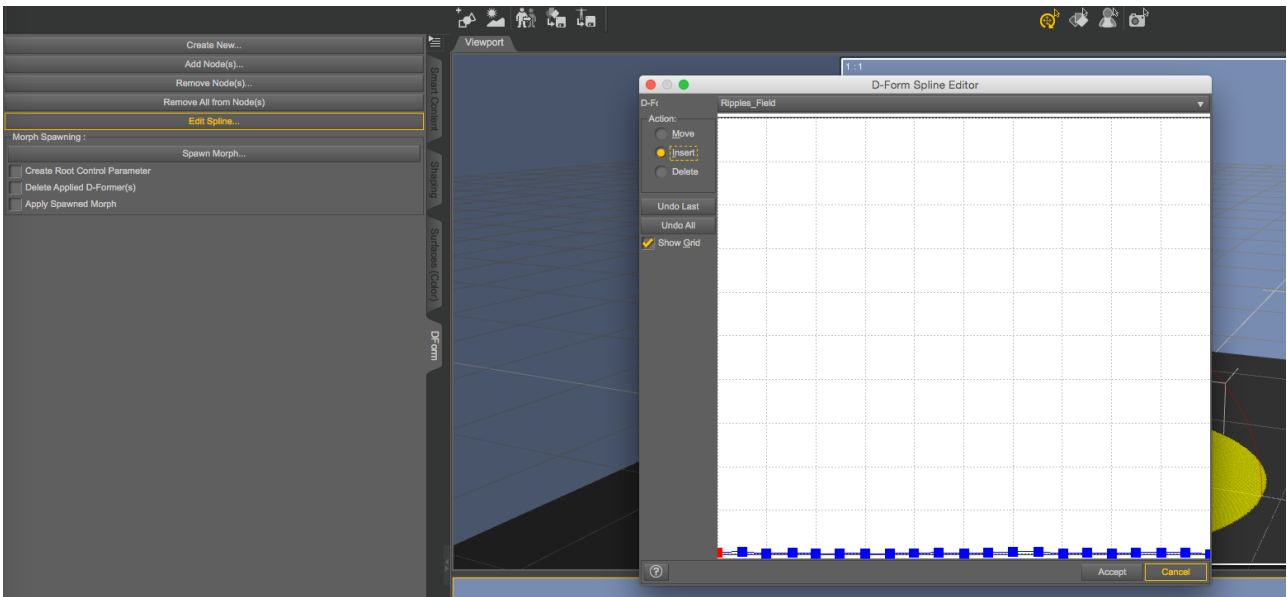 Create New...
Add Node(s)...
Remove Node(s)...
Remove All from Node(s)
Edit Spline...
Morph Spawning :
Spawn Morph...
Create Root Control Parameter
Delete Applied D-Former(s)
Apply Spawned Morph
Smart Content
Shaping
Surfaces (Color)
DForm
Viewport
1 : 1
D-Form Spline Editor
Ripples_Field
Action:
Move
Insert
Delete
Undo Last
Undo All
Show Grid
?
Accept
Cancel